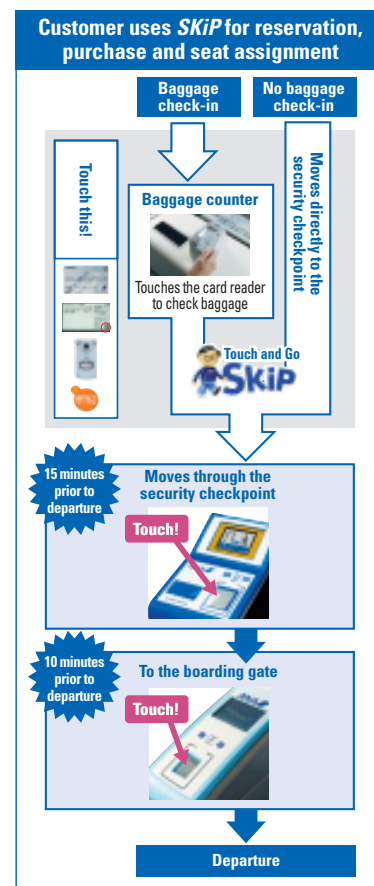 Customer uses SKiP for reservation,
purchase and seat assignment
Baggage
check-in
No baggage
check-in
Touch this!
Moves directly to the
security checkpoint
Baggage counter
Touches the card reader
to check baggage
Touch and Go
SKiP
15 minutes
prior to
departure
Moves through the
security checkpoint
Touch!
10 minutes
prior to
departure
To the boarding gate
Touch!
Departure